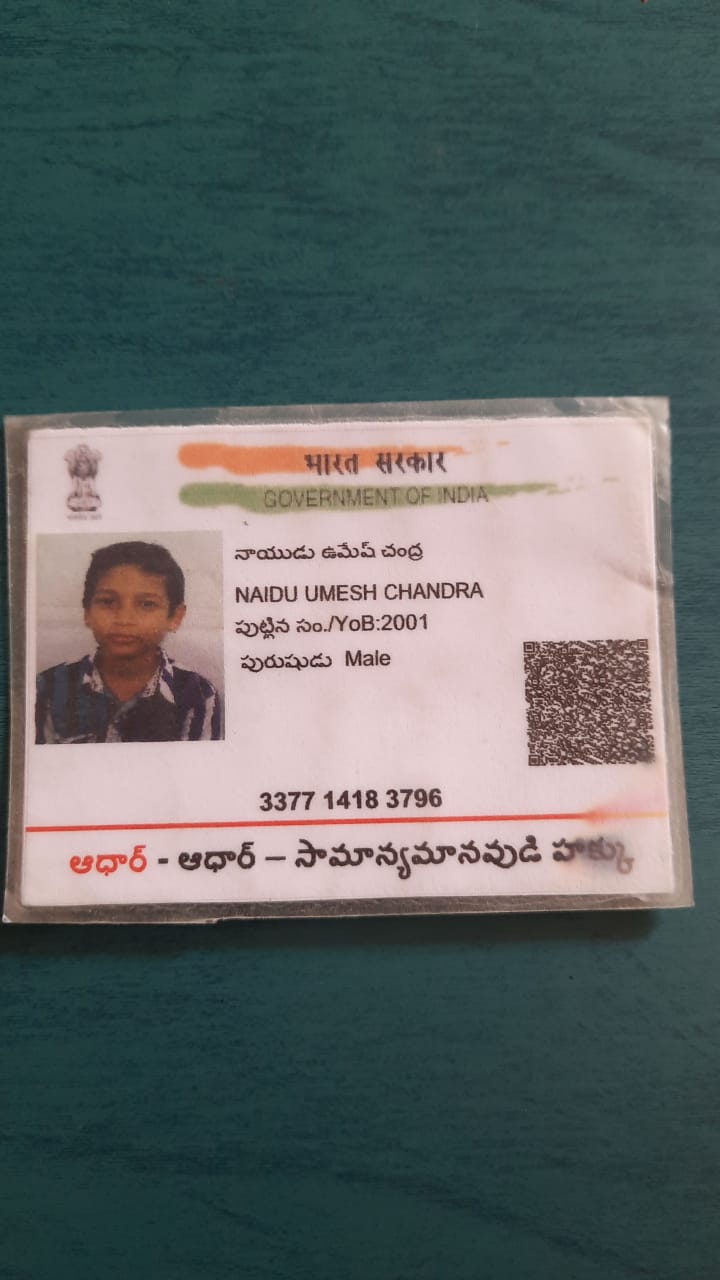 भारत सरकार
GOVERNMENT OF INDIA
నాయుడు ఉమేష్ చంద్ర
NAIDU UMESH CHANDRA
పుట్టిన సం./YoB:2001
పురుషుడు Male
3377 1418 3796
ఆధార్ - ఆధార్ – సామాన్యమానవుడి హక్కు